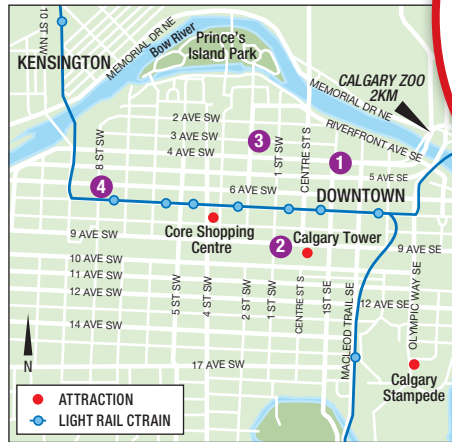 10 ST NW
KENSINGTON
MEMORIAL DR NE
Bow River
Prince's
Island Park
CALGARY ZOO
2KM
MEMORIAL DR NE
RIVERFRONT AVE SE
2 AVE SW
3 AVE SW
4 AVE SW
3
1
8 ST SW
1 ST SW
CENTRE ST S
5 AVE SE
4
6 AVE SW
DOWNTOWN
9 AVE SW
Core Shopping
Centre
2
Calgary Tower
9 AVE SE
10 AVE SW
11 AVE SW
12 AVE SW
12 AVE SE
5 ST SW
4 ST SW
2 ST SW
1 ST SW
CENTRE ST S
1ST SE
MACLEOD TRAIL SE
OLYMPIC WAY SE
14 AVE SW
17 AVE SW
N
Calgary
Stampede
ATTRACTION
LIGHT RAIL CTRAIN